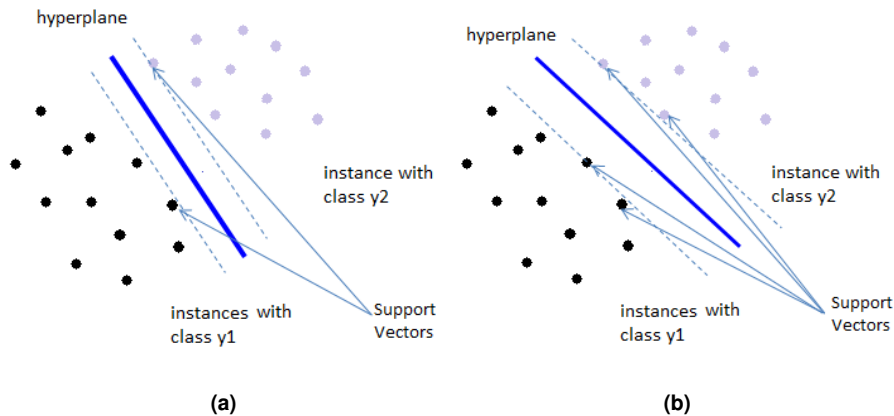 hyperplane
instance with
class y2
instances with
class y1
Support
Vectors
(a)
hyperplane
instance with
class y2
instances with
class y1
Support
Vectors
(b)